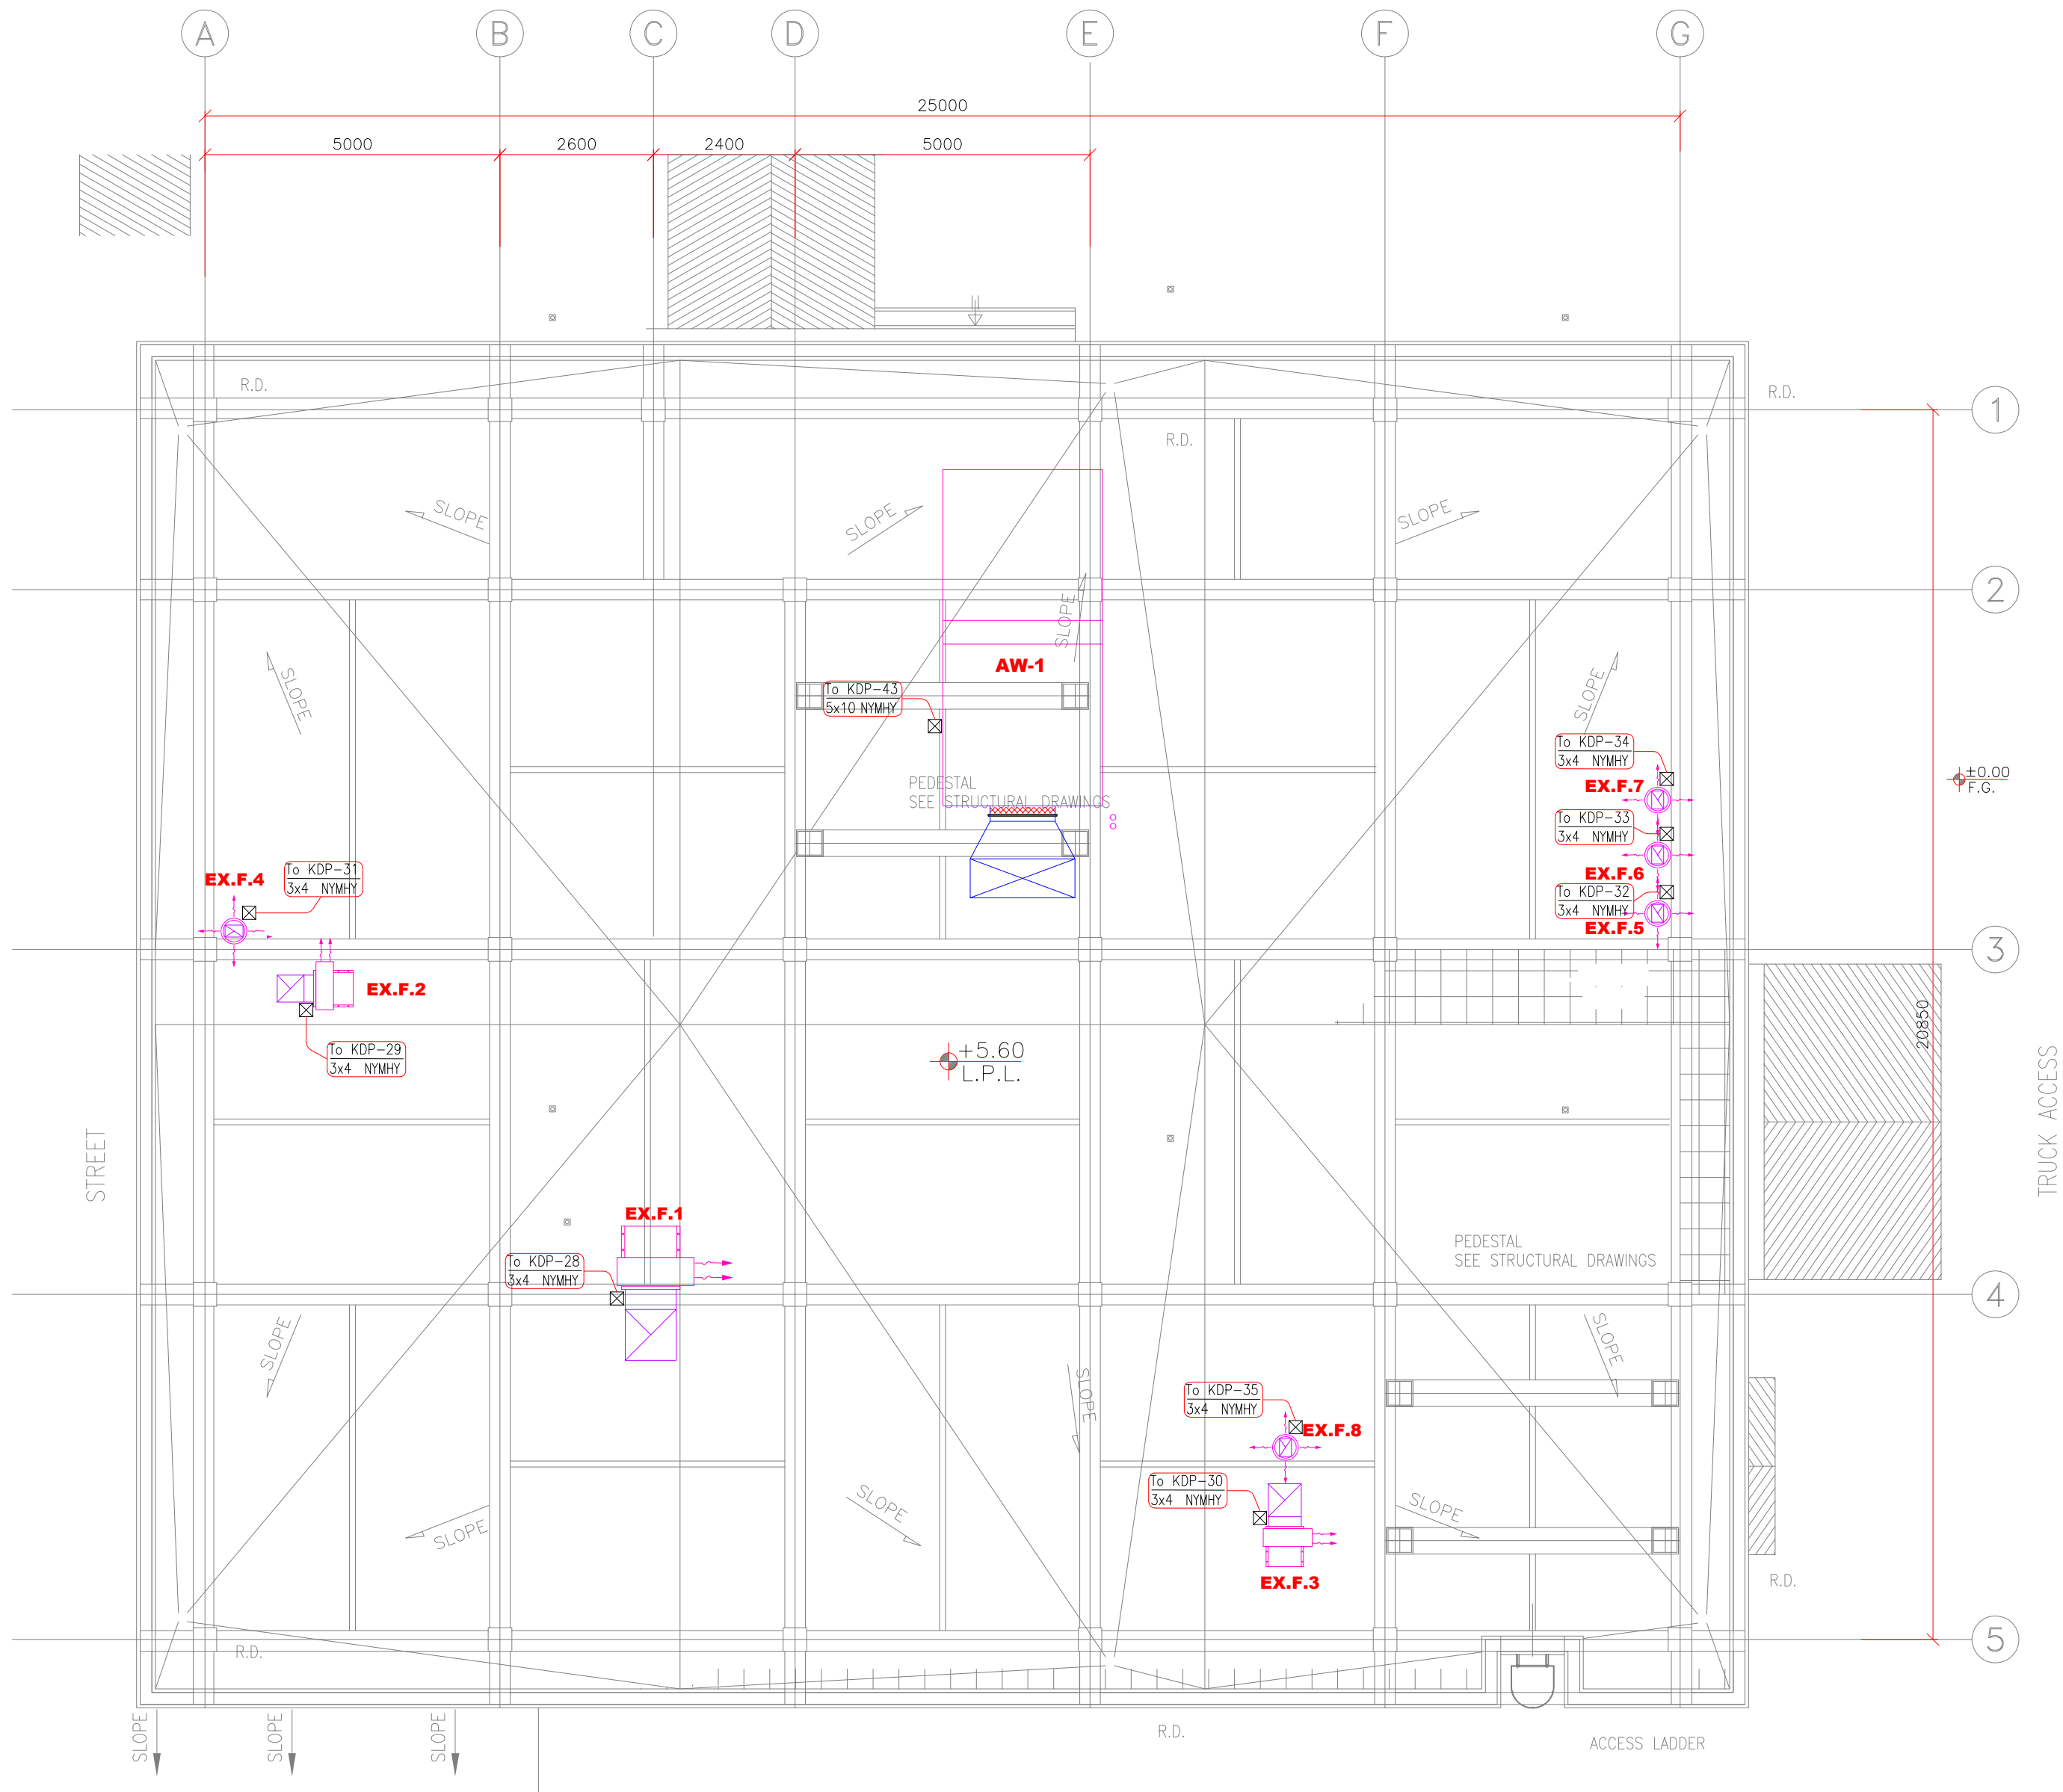 A B C D E F G
25000
5000 2600 2400 5000
R.D.
R.D.
1
R.D.
SLOPE
SLOPE
SLOPE
2
SLOPE
AW-1
SLOPE
SLOPE
To KDP-43
5x10 NYMHY
To KDP-34
3x4 NYMHY
±0.00
F.G.
PEDESTAL
SEE STRUCTURAL DRAWINGS
EX.F.7
To KDP-33
3x4 NYMHY
To KDP-31
3x4 NYMHY
EX.F.4
EX.F.6
To KDP-32
3x4 NYMHY
EX.F.5
3
EX.F.2
To KDP-29
3x4 NYMHY
+5.60
L.P.L.
20850
STREET
TRUCK ACCESS
EX.F.1
To KDP-28
3x4 NYMHY
PEDESTAL
SEE STRUCTURAL DRAWINGS
4
SLOPE
SLOPE
SLOPE
To KDP-35
3x4 NYMHY
EX.F.8
To KDP-30
3x4 NYMHY
SLOPE
SLOPE
SLOPE
EX.F.3
R.D.
5
R.D.
SLOPE
SLOPE
SLOPE
R.D.
ACCESS LADDER